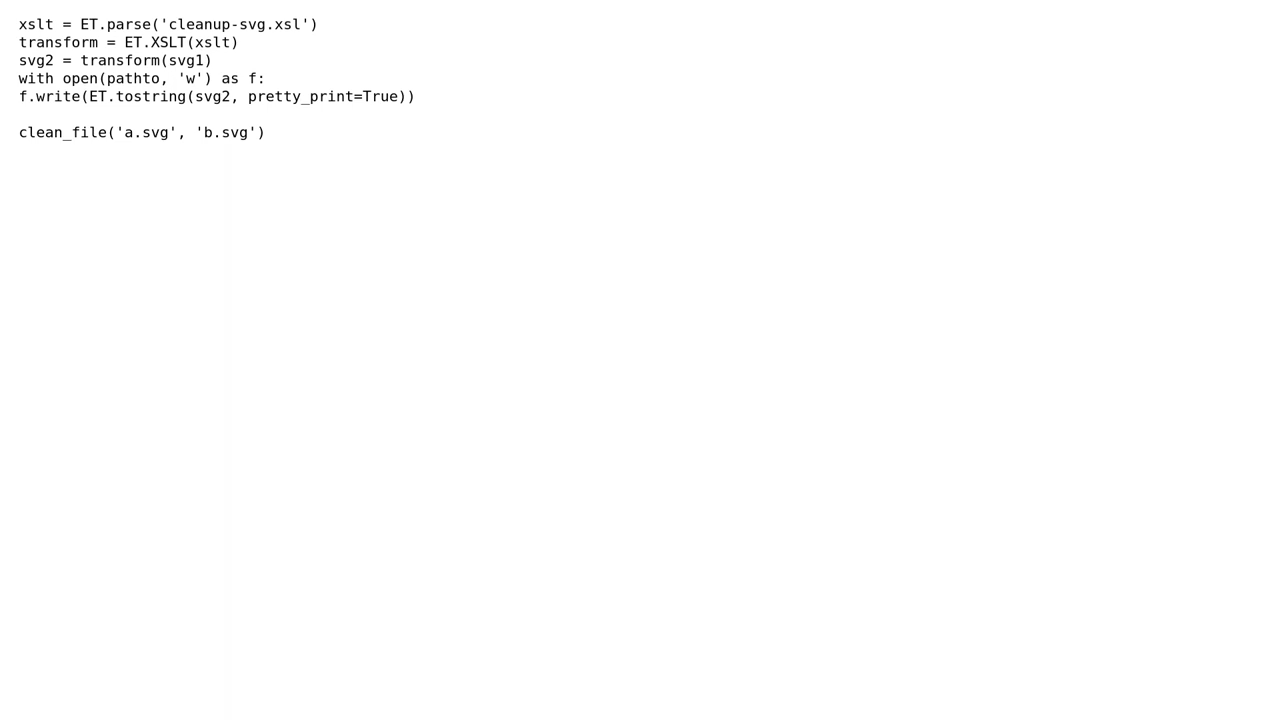 xslt = ET.parse('cleanup-svg.xsl')
transform = ET.XSLT(xslt)
svg2 = transform(svg1)
with open(pathto, 'w') as f:
f.write(ET.tostring(svg2, pretty_print=True))

clean_file('a.svg', 'b.svg')